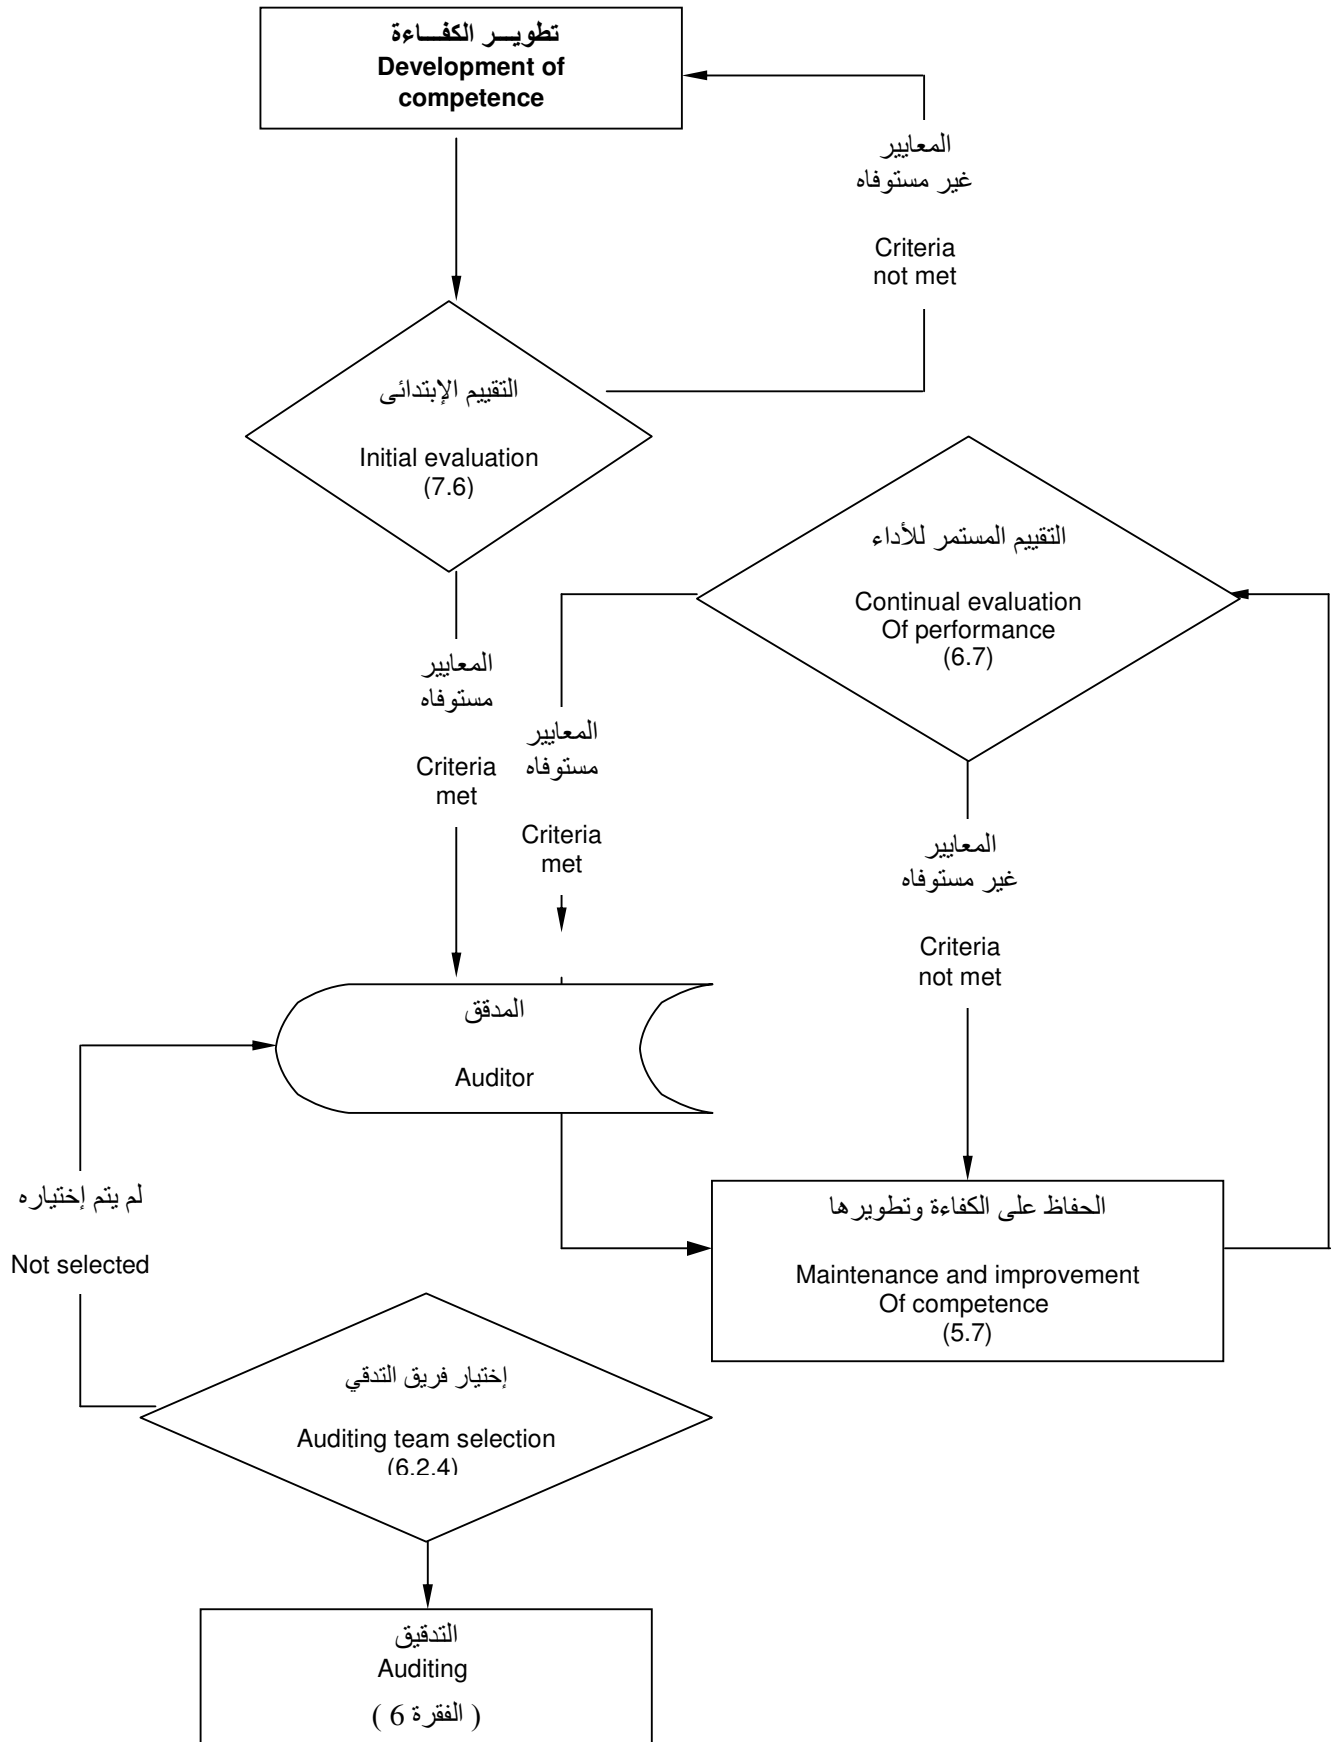 تطويـــر الكفـــاءة
Development of
competence
المعايير
غير مستوفاه
Criteria
not met
التقييم الإبتدائى
Initial evaluation
(7.6)
التقييم المستمر للأداء
Continual evaluation
Of performance
(6.7)
المعايير
مستوفاه
Criteria
met
المعايير
مستوفاه
Criteria
met
المعايير
غير مستوفاه
Criteria
not met
المدقق
Auditor
لم يتم إختياره
Not selected
الحفاظ على الكفاءة وتطويرها
Maintenance and improvement
Of competence
(5.7)
إختيار فريق التدقي
Auditing team selection
(6.2.4)
التدقيق
Auditing
( الفقرة 6 )